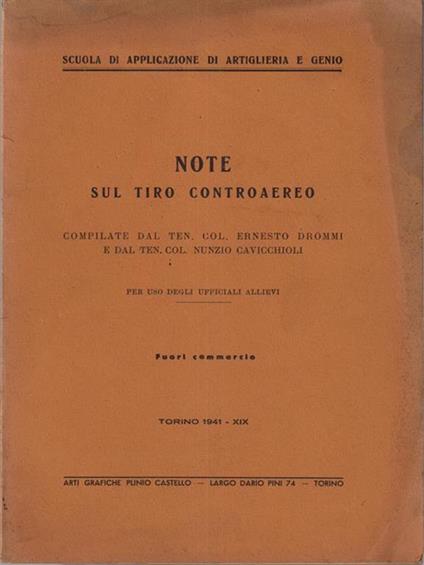 SCUOLA DI APPLICAZIONE DI ARTIGLIERIA E GENIO
NOTE
SUL TIRO CONTROAEREO
COMPILATE DAL TEN. COL. ERNESTO DROMMI
E DAL TEN. COL. NUNZIO CAVICCHIOLI
PER USO DEGLI UFFICIALI ALLIEVI
Fuori commercio
TORINO 1941 - XIX
ARTI GRAFICHE PLINIO CASTELLO — LARGO DARIO PINI 74 — TORINO